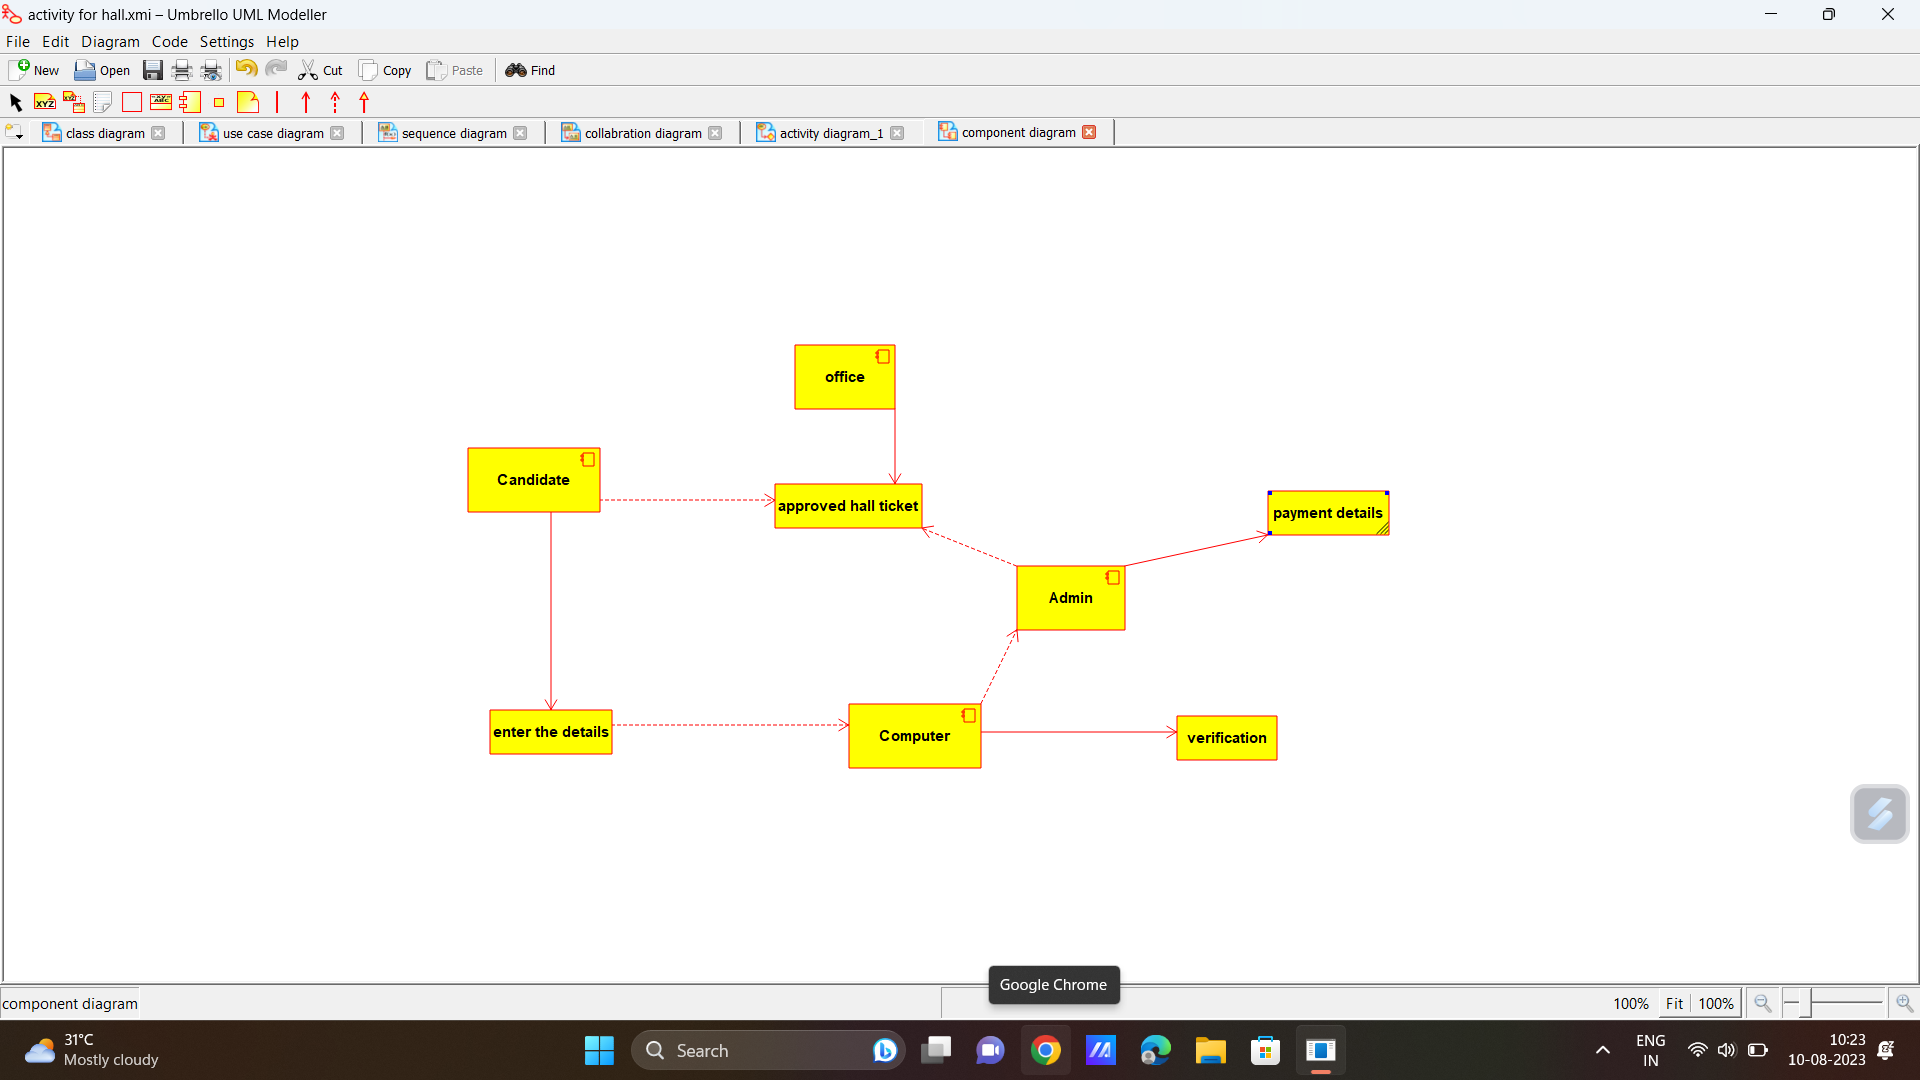 activity for hall.xmi – Umbrello UML Modeller
File Edit Diagram Code Settings Help
New Open Cut Copy Paste Find
XYZ XYZ ABC
class diagram use case diagram sequence diagram collabration diagram activity diagram_1 component diagram
office
Candidate
approved hall ticket
payment details
Admin
enter the details
Computer
verification
Google Chrome
component diagram 100% Fit 100%
31°C
Mostly cloudy
Search
ENG
IN
10:23
10-08-2023